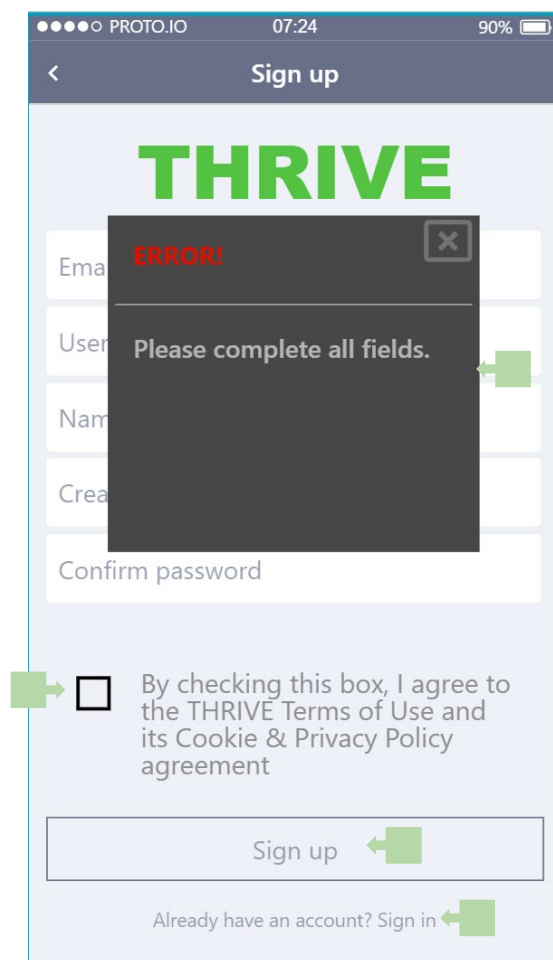 PROTO.IO 07:24 90%
Sign up
THRIVE
ERROR!
Please complete all fields.
Ema
User
Nam
Crea
Confirm password
By checking this box, I agree to
the THRIVE Terms of Use and
its Cookie & Privacy Policy
agreement
Sign up
Already have an account? Sign in